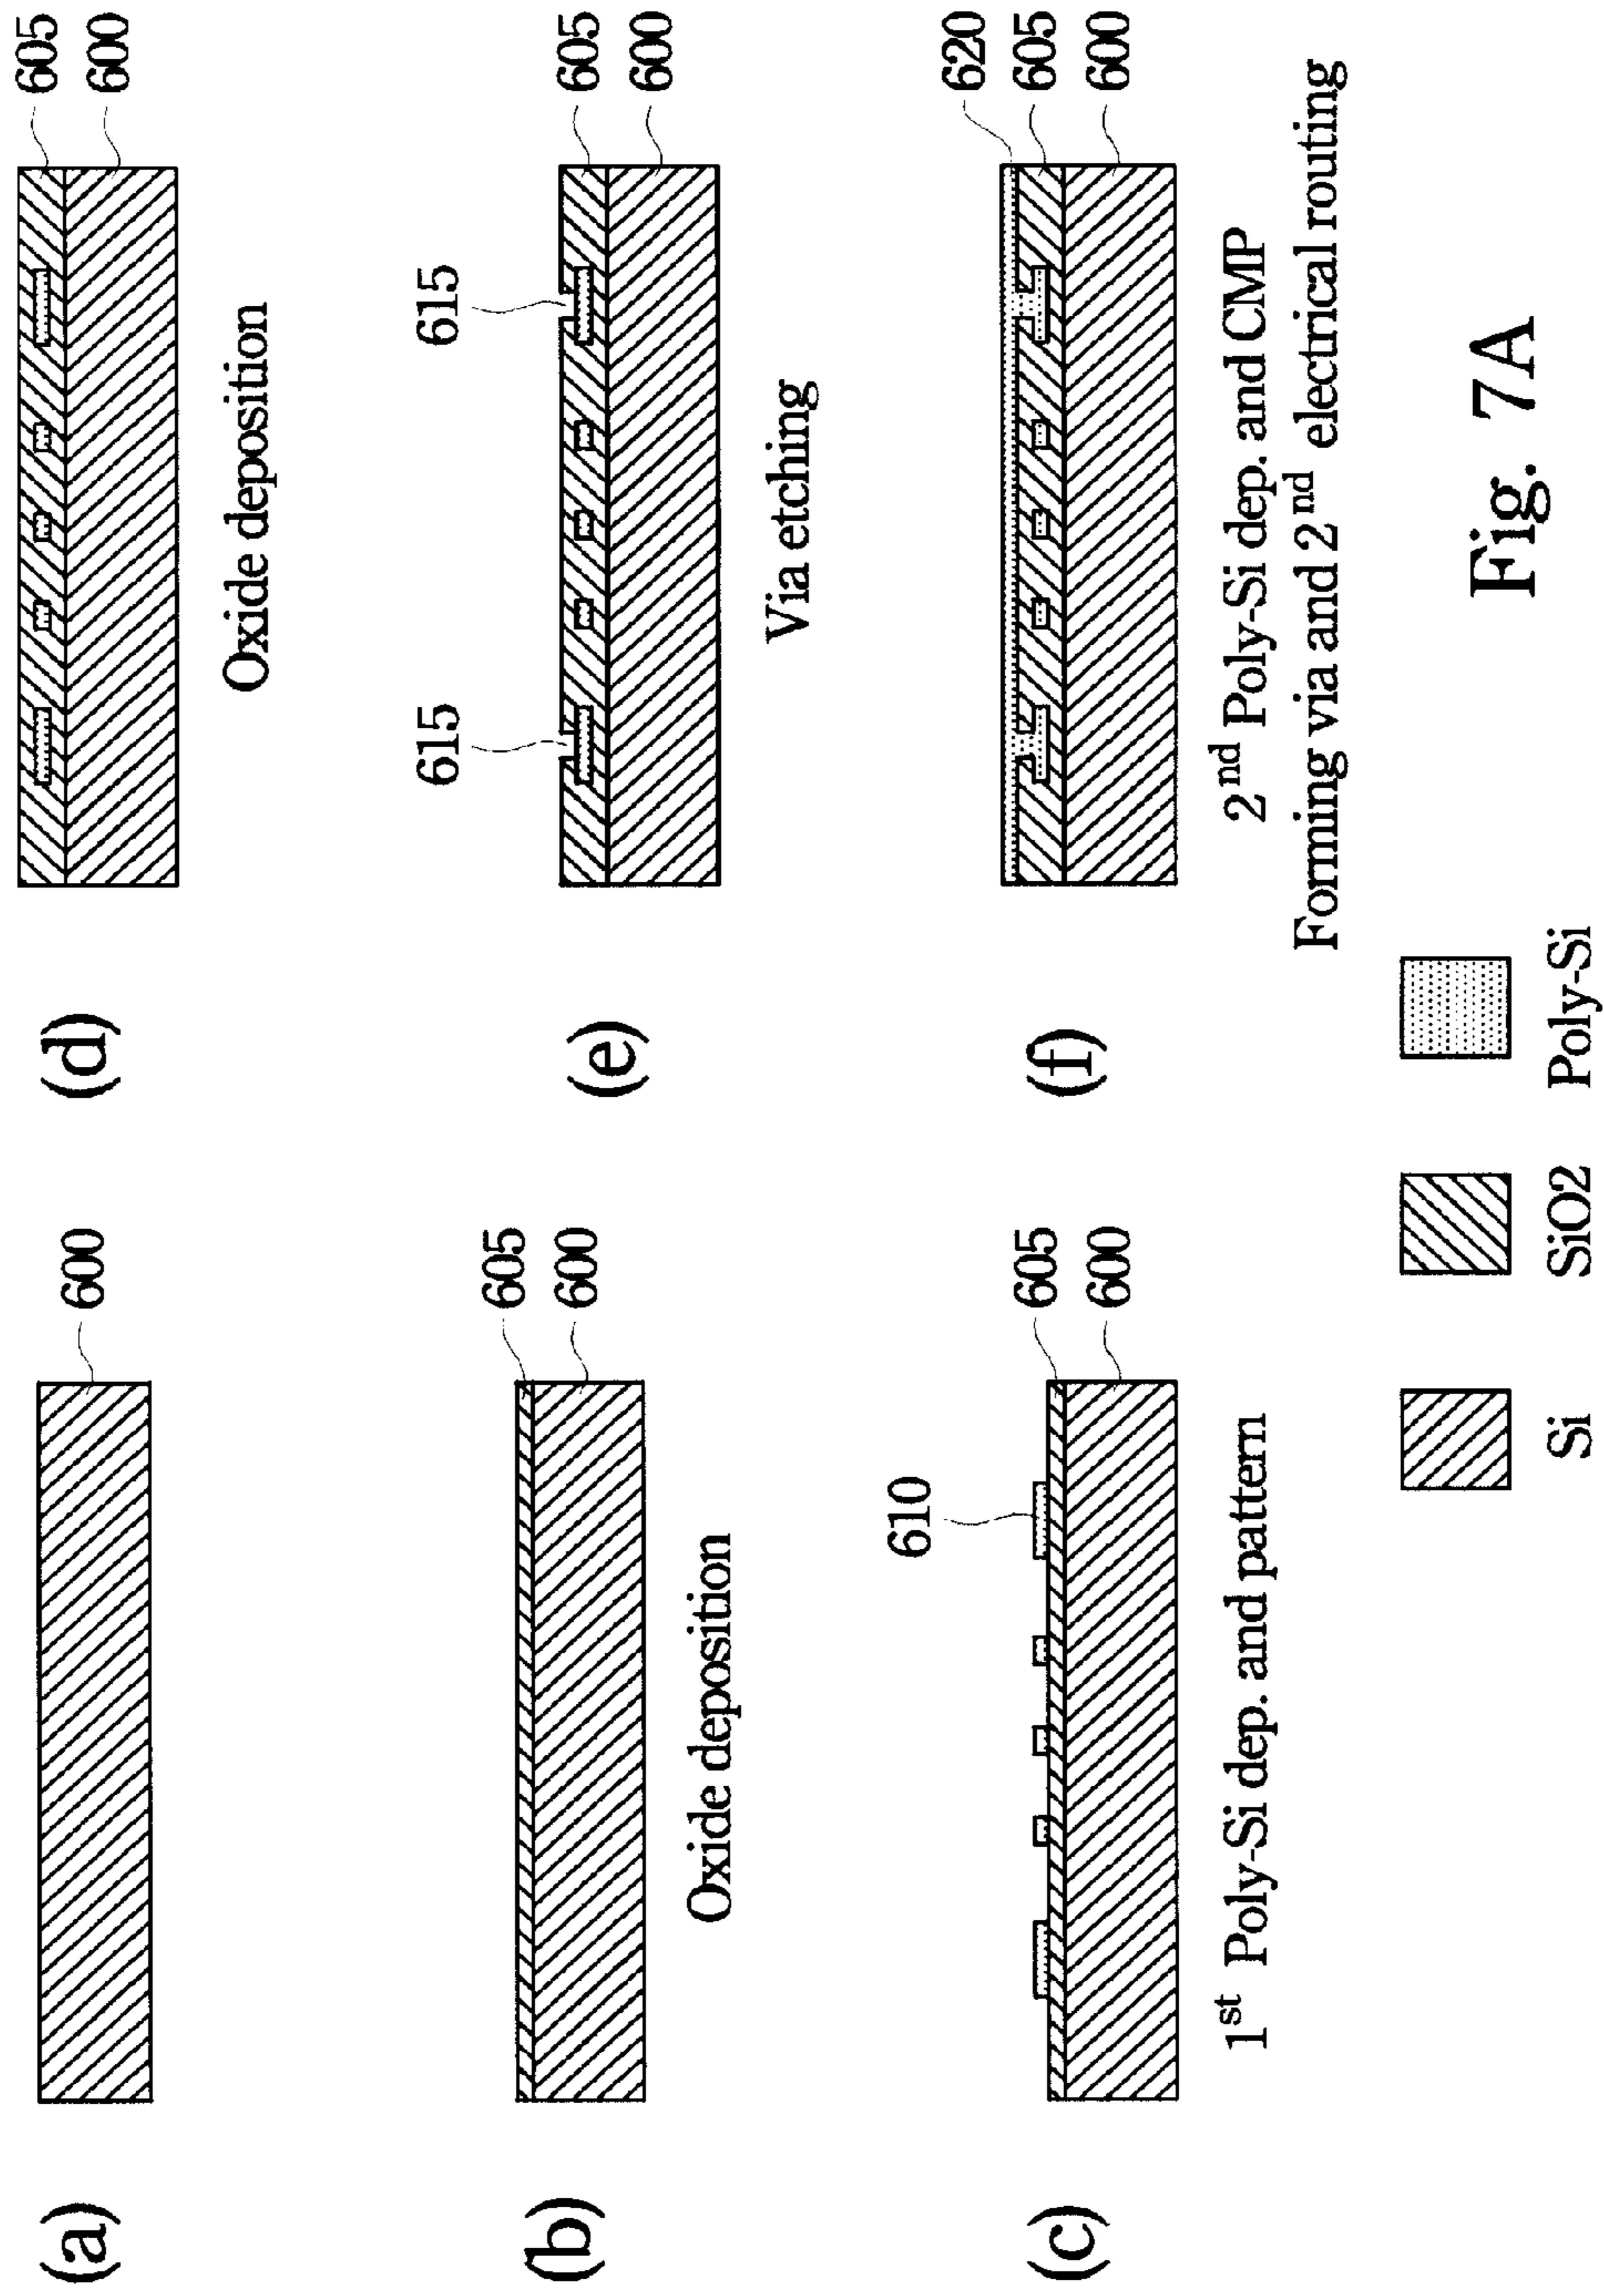 (a)
600
(b)
605
600
Oxide deposition
(c)
610
605
600
1st Poly-Si dep. and pattern
(d)
605
600
Oxide deposition
(e)
615
615
605
600
Via etching
(f)
620
605
600
2nd Poly-Si dep. and CMP
Forming via and 2nd electrical routing
Si
SiO2
Poly-Si
Fig. 7A